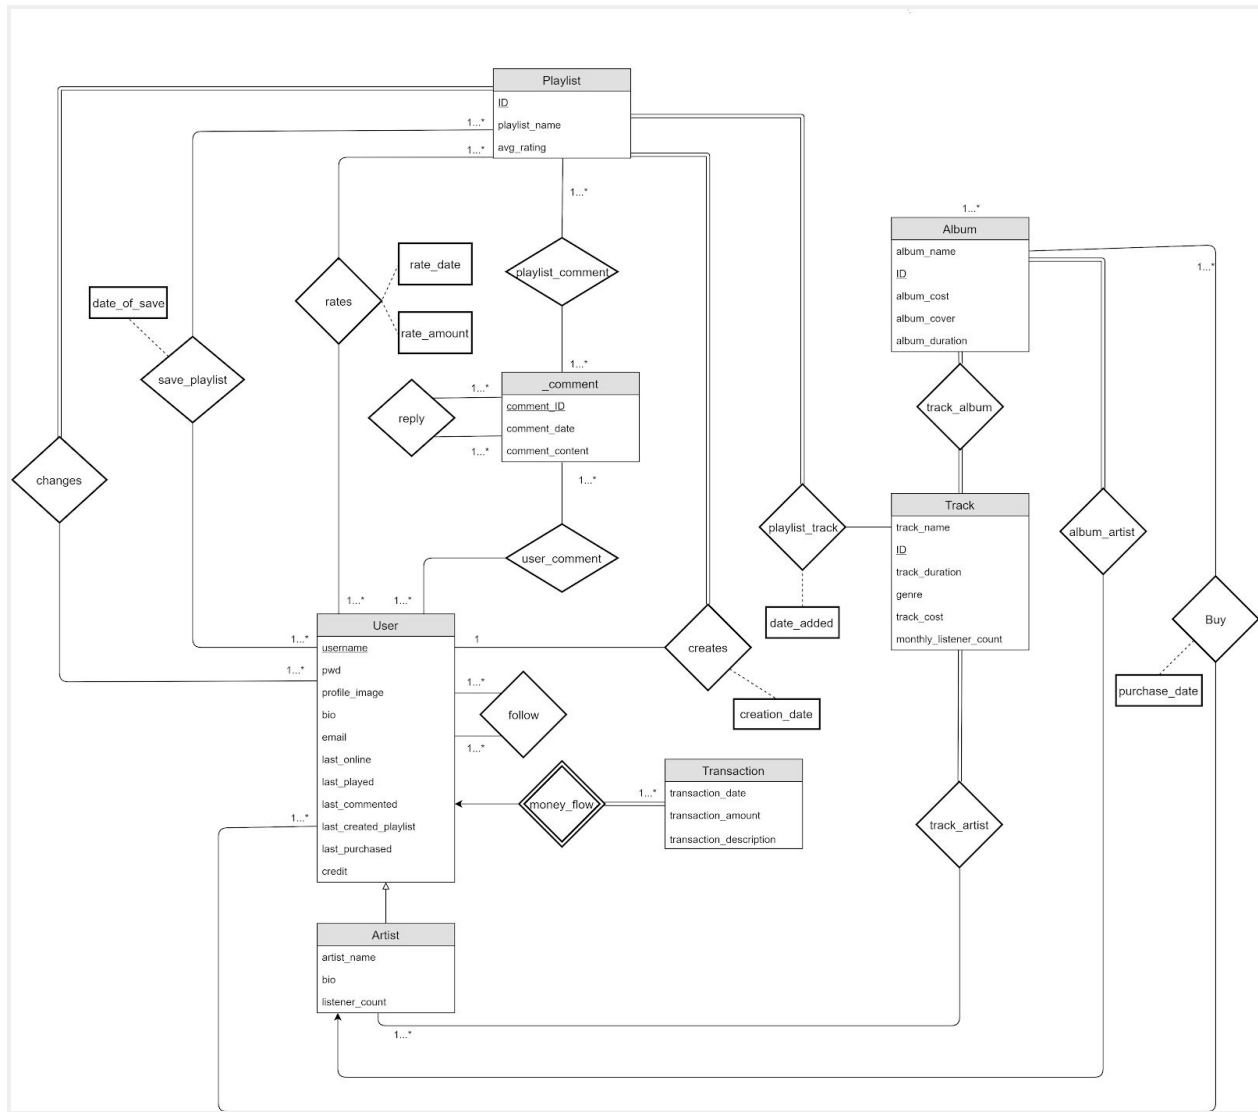 Playlist
ID
playlist_name
avg_rating
1...*
1...*
1...*
1...*
Album
album_name
ID
album_cost
album_cover
album_duration
1...*
rate_date
rates
rate_amount
playlist_comment
date_of_save
save_playlist
1...*
_comment
comment_ID
comment_date
comment_content
1...*
reply
1...*
1...*
track_album
changes
Track
track_name
ID
track_duration
genre
track_cost
monthly_listener_count
playlist_track
album_artist
user_comment
date_added
Buy
purchase_date
1...*
1...*
User
username
pwd
profile_image
bio
email
last_online
last_played
last_commented
last_created_playlist
last_purchased
credit
1...*
1...*
1
creates
creation_date
1...*
follow
1...*
Transaction
transaction_date
transaction_amount
transaction_description
1...*
money_flow
1...*
track_artist
Artist
artist_name
bio
listener_count
1...*